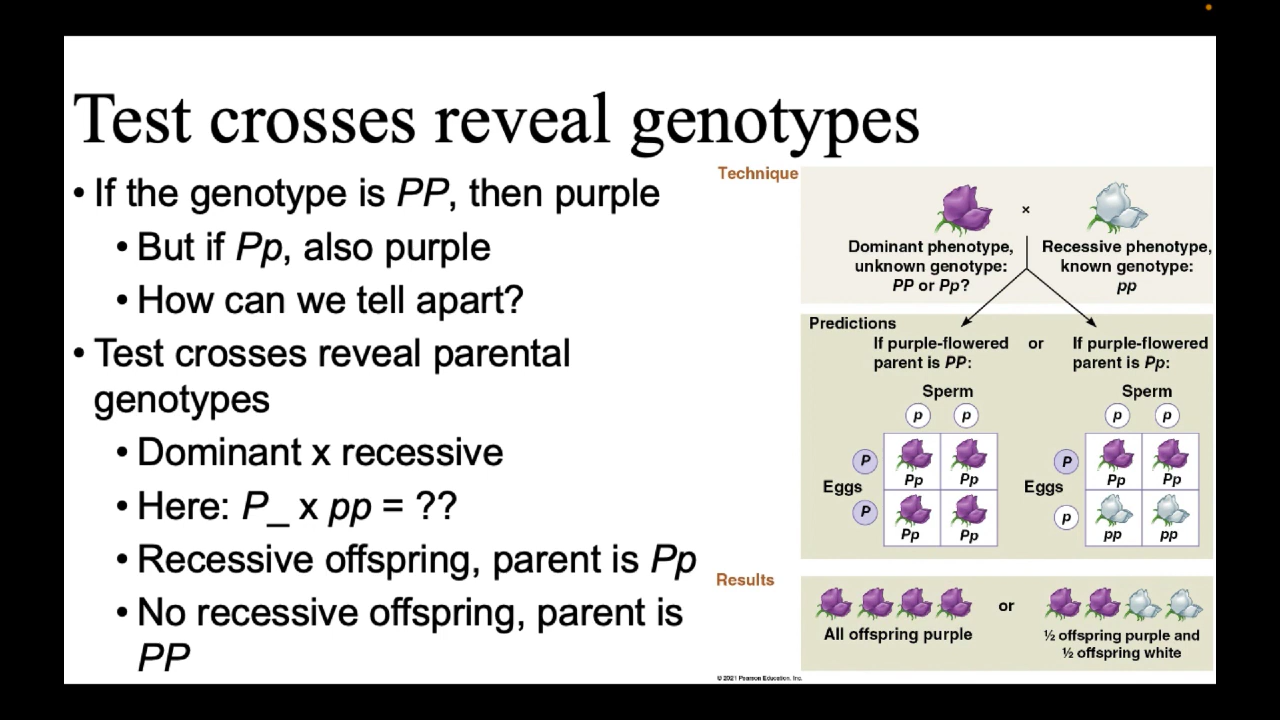 Test crosses reveal genotypes
• If the genotype is PP, then purple
• But if Pp, also purple
• How can we tell apart?
• Test crosses reveal parental
genotypes
• Dominant x recessive
• Here: P_ x pp = ??
• Recessive offspring, parent is Pp
• No recessive offspring, parent is
PP
Technique
×
Dominant phenotype,
unknown genotype:
PP or Pp?
Recessive phenotype,
known genotype:
pp
Predictions
If purple-flowered
parent is PP:
or
If purple-flowered
parent is Pp:
Sperm
p p
Eggs
P
P
Pp Pp
Pp Pp
Sperm
p p
Eggs
P
p
Pp Pp
pp pp
Results
All offspring purple
or
½ offspring purple and
½ offspring white
© 2021 Pearson Education, Inc.